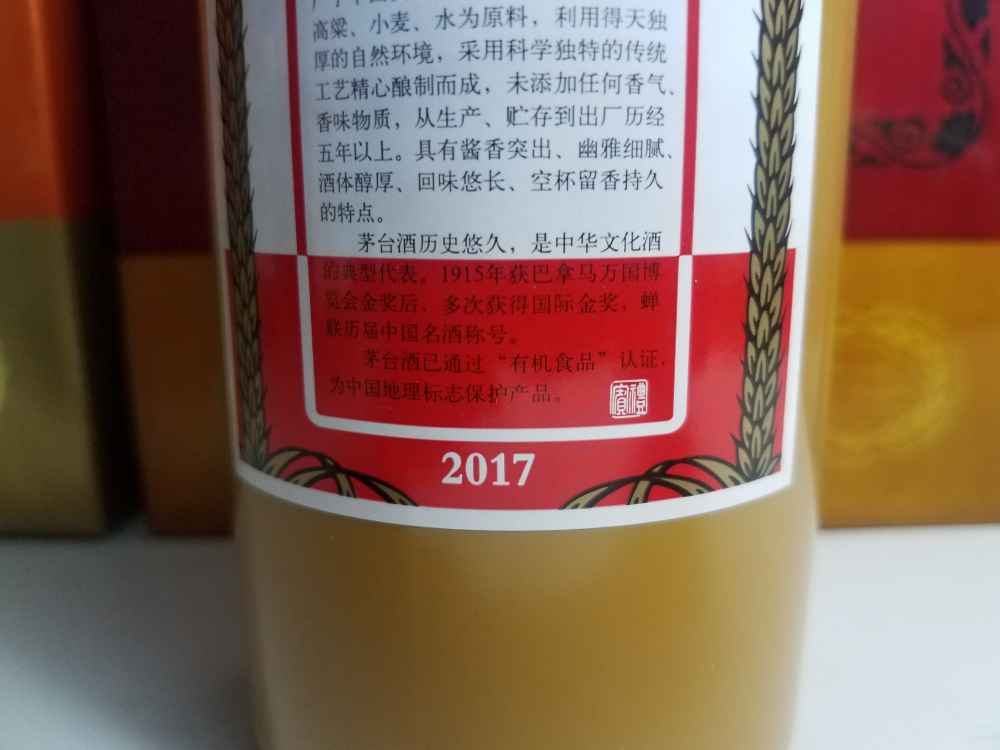 高粱、小麦、水为原料，利用得天独
厚的自然环境，采用科学独特的传统
工艺精心酿制而成，未添加任何香气、
香味物质，从生产、贮存到出厂历经
五年以上。具有酱香突出、幽雅细腻、
酒体醇厚、回味悠长、空杯留香持久
的特点。
茅台酒历史悠久，是中华文化酒
的典型代表。1915年获巴拿马万国博
览会金奖后，多次获得国际金奖，蝉
联历届中国名酒称号。
茅台酒已通过“有机食品”认证，
为中国地理标志保护产品。
2017